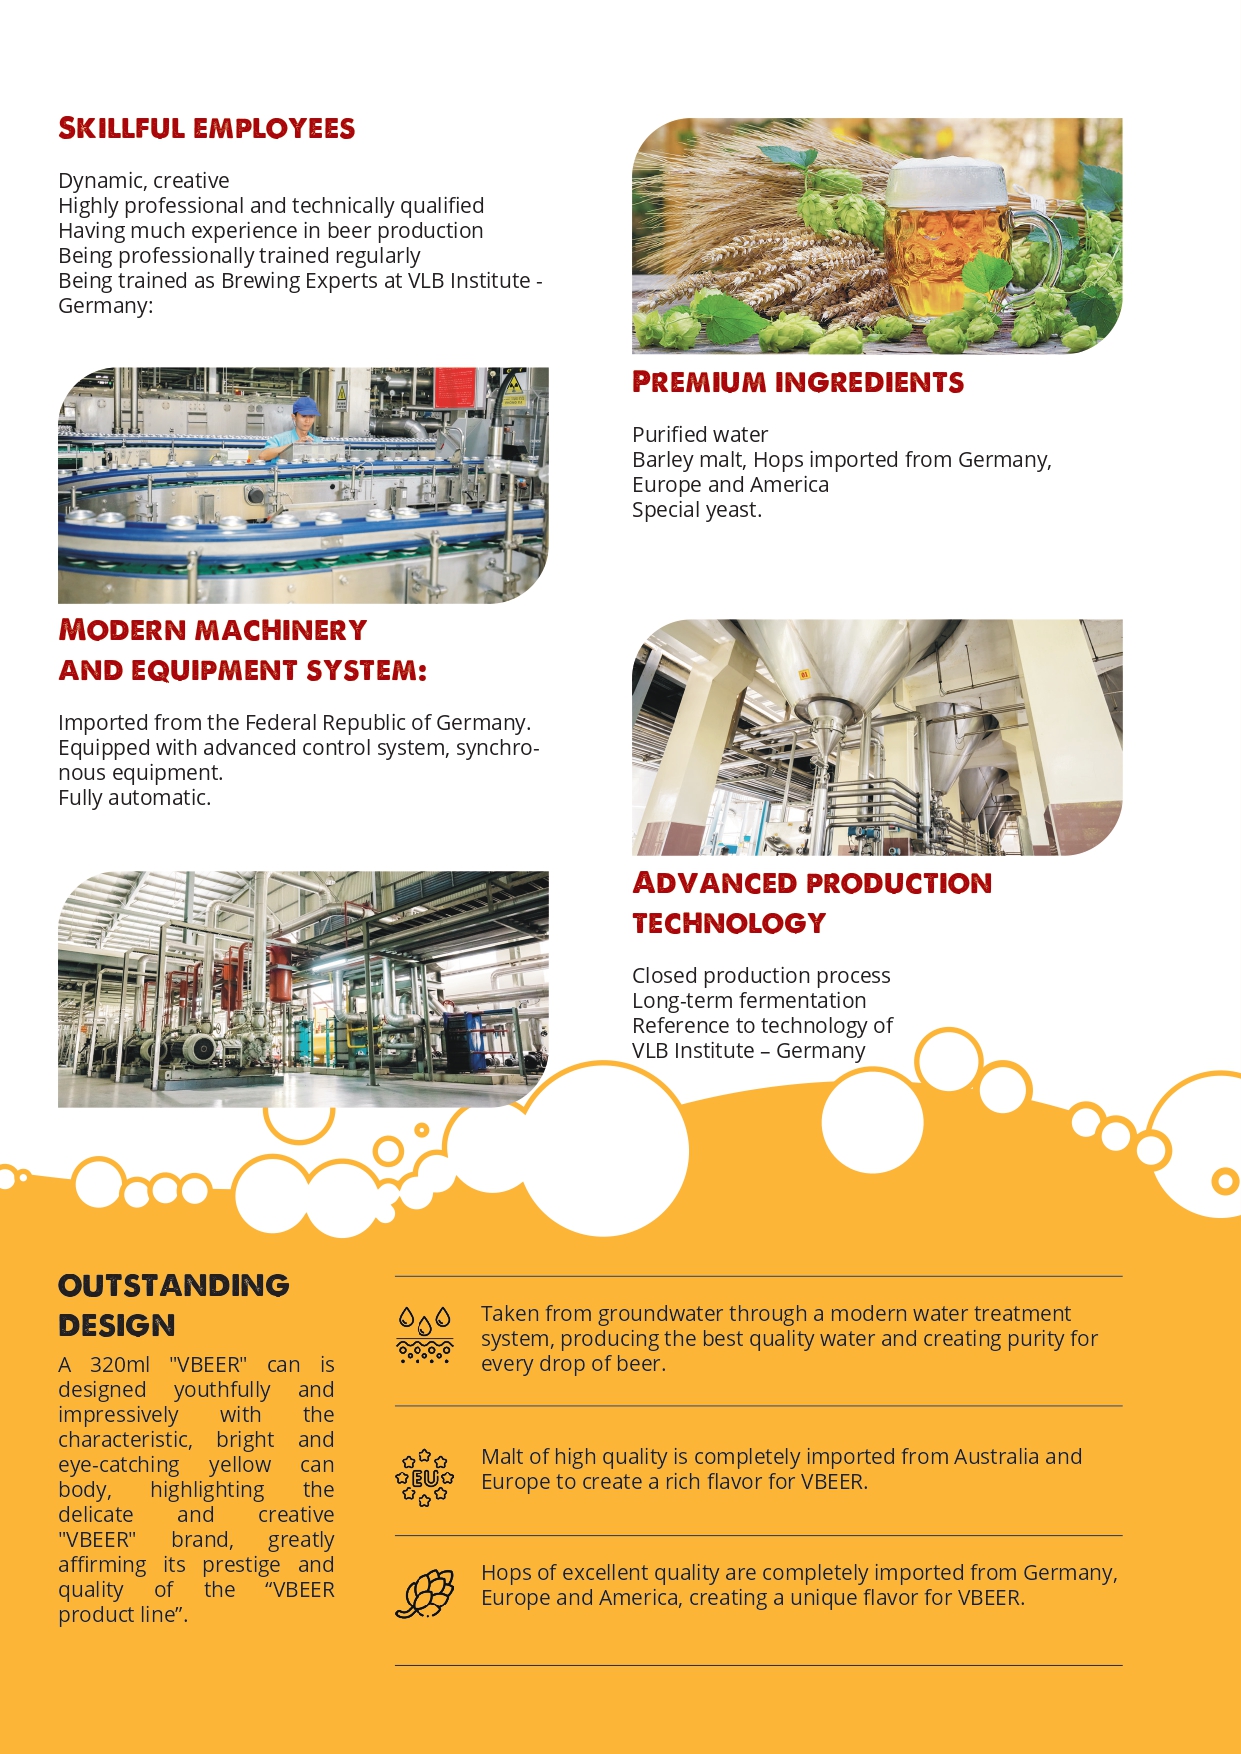 SKILLFUL EMPLOYEES
Dynamic, creative
Highly professional and technically qualified
Having much experience in beer production
Being professionally trained regularly
Being trained as Brewing Experts at VLB Institute -
Germany:
MODERN MACHINERY
AND EQUIPMENT SYSTEM:
Imported from the Federal Republic of Germany.
Equipped with advanced control system, synchro-
nous equipment.
Fully automatic.
PREMIUM INGREDIENTS
Purified water
Barley malt, Hops imported from Germany,
Europe and America
Special yeast.
ADVANCED PRODUCTION
TECHNOLOGY
Closed production process
Long-term fermentation
Reference to technology of
VLB Institute – Germany
OUTSTANDING
DESIGN
A 320ml "VBEER" can is
designed youthfully and
impressively with the
characteristic, bright and
eye-catching yellow can
body, highlighting the
delicate and creative
"VBEER" brand, greatly
affirming its prestige and
quality of the “VBEER
product line”.
Taken from groundwater through a modern water treatment
system, producing the best quality water and creating purity for
every drop of beer.
EU
Malt of high quality is completely imported from Australia and
Europe to create a rich flavor for VBEER.
Hops of excellent quality are completely imported from Germany,
Europe and America, creating a unique flavor for VBEER.